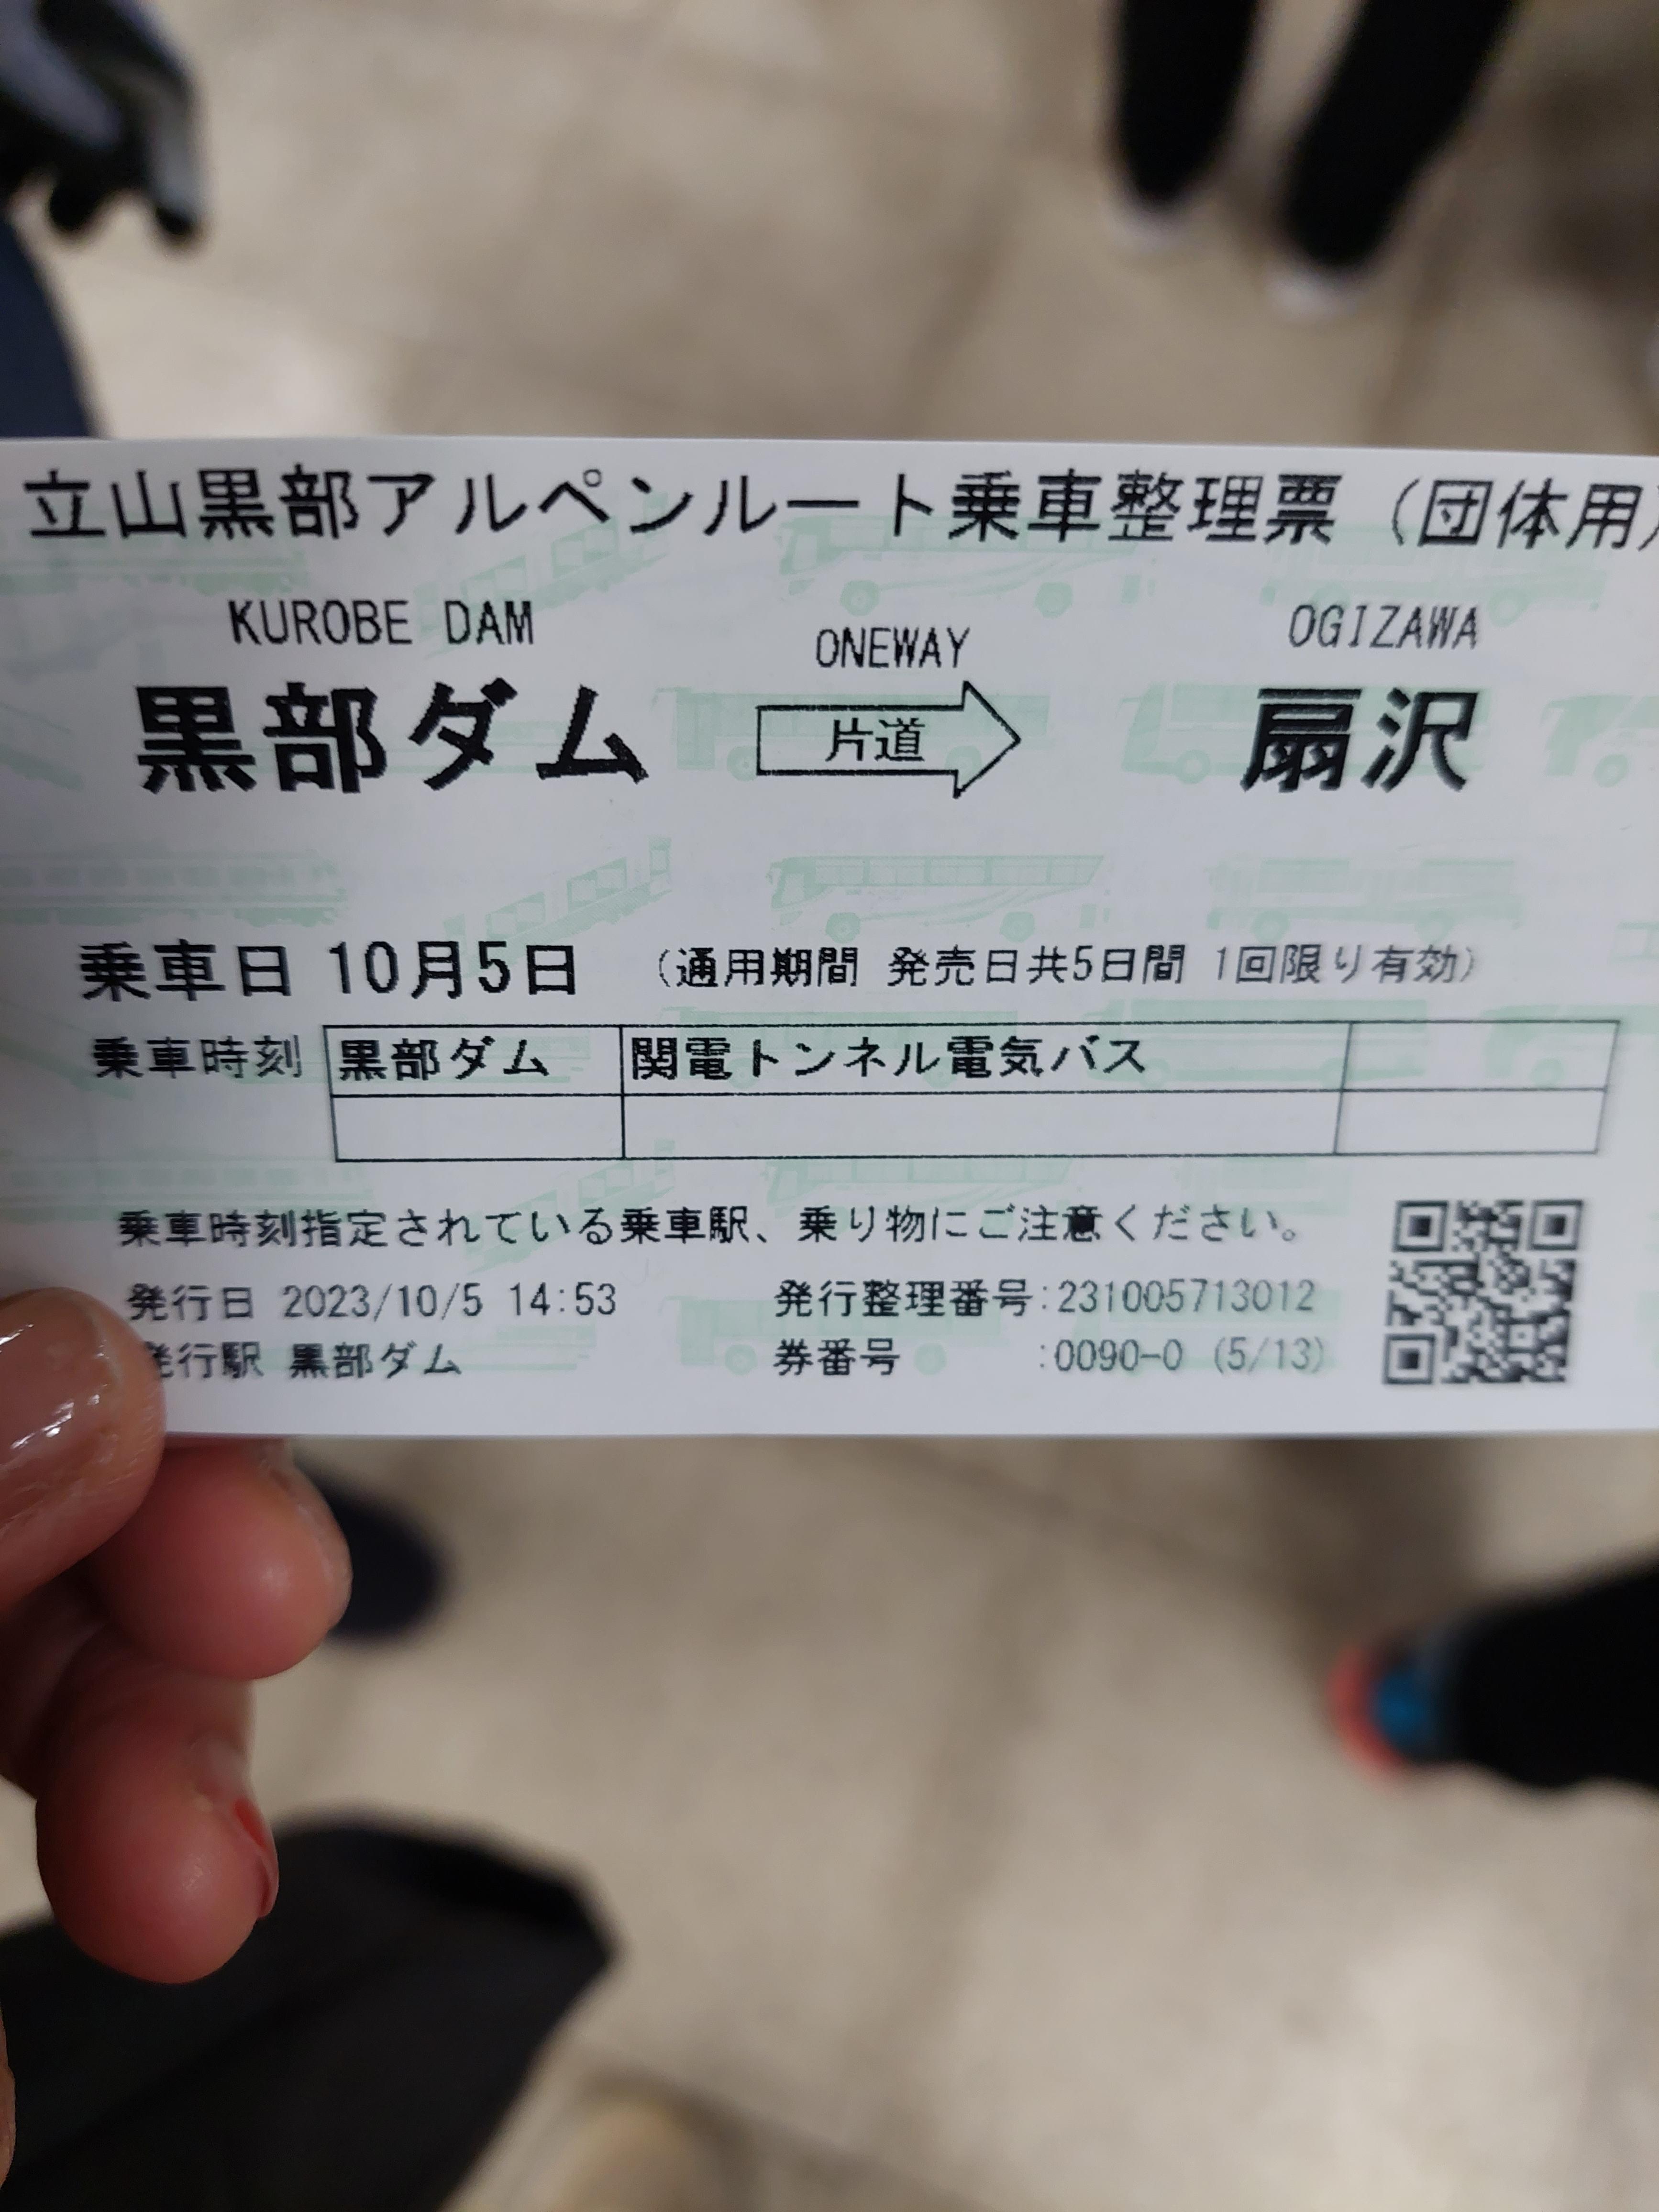 立山黒部アルペンルート乗車整理票（団体用）
KUROBE DAM ONEWAY OGIZAWA
黒部ダム 片道 扇沢
乗車日 10月5日 （通用期間 発売日共5日間 1回限り有効）
乗車時刻 黒部ダム 関電トンネル電気バス
乗車時刻指定されている乗車駅、乗り物にご注意ください。
発行日 2023/10/5 14:53 発行整理番号:231005713012
発行駅 黒部ダム 券番号 :0090-0 (5/13)